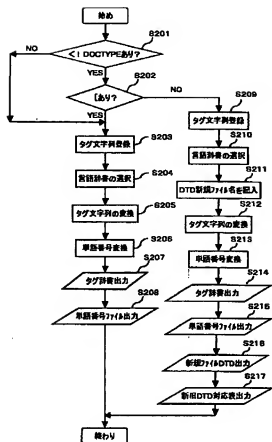 始め
S201
<！DOCTYPEあり？
NO
YES
S202
[あり？
NO
YES
S203
タグ文字列登録
S204
言語辞書の選択
S205
タグ文字列の変換
S206
単語番号変換
S207
タグ辞書出力
S208
単語番号ファイル出力
S209
タグ文字列登録
S210
言語辞書の選択
S211
DTD新規ファイル名を記入
S212
タグ文字列の変換
S213
単語番号変換
S214
タグ辞書出力
S215
単語番号ファイル出力
S216
新規ファイルDTD出力
S217
新旧DTD対応表出力
終わり